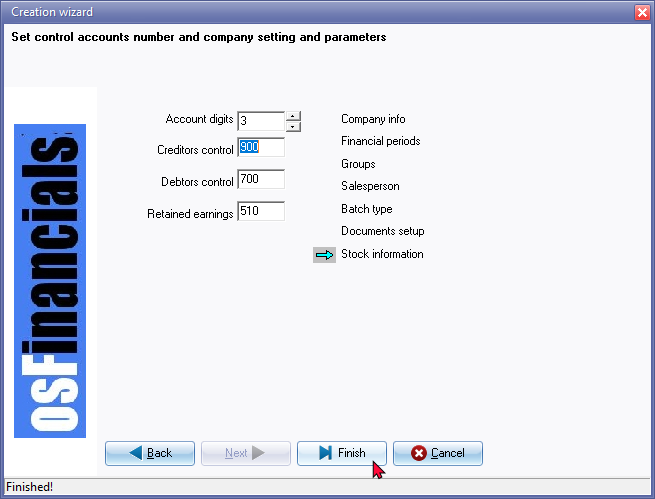 Creation wizard
Set control accounts number and company setting and parameters
osFinancials
Account digits 3
Creditors control 900
Debtors control 700
Retained earnings 510
Company info
Financial periods
Groups
Salesperson
Batch type
Documents setup
Stock information
Back Next Finish Cancel
Finished!